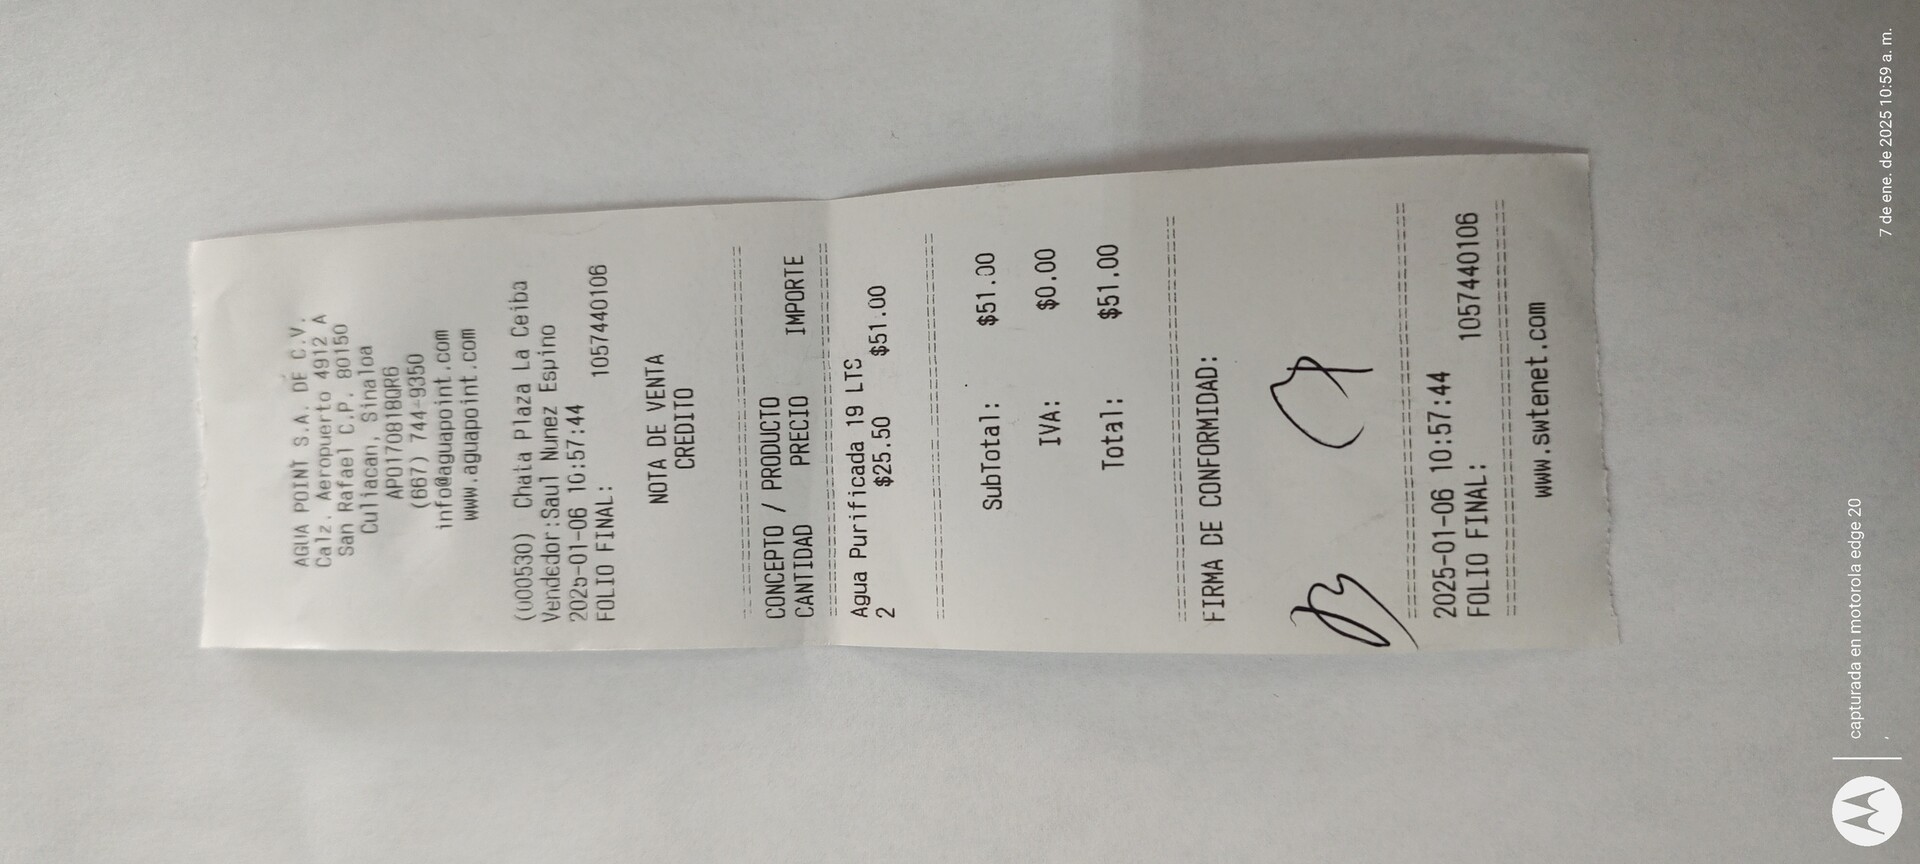 AGUA POINT S.A. DE C.V.
Calz. Aeropuerto 4912 A
San Rafael C.P. 80150
Culiacan, Sinaloa
APO170818QR6
(667) 744-9350
info@aguapoint.com
www.aguapoint.com
(000530) Chata Plaza La Ceiba
Vendedor:Saul Nunez Espino
2025-01-06 10:57:44
FOLIO FINAL: 1057440106
NOTA DE VENTA
CREDITO
CONCEPTO / PRODUCTO
CANTIDAD PRECIO IMPORTE
Agua Purificada 19 LTS
2 $25.50 $51.00
SubTotal: $51.00
IVA: $0.00
Total: $51.00
FIRMA DE CONFORMIDAD:
2025-01-06 10:57:44
FOLIO FINAL: 1057440106
www.swtenet.com
capturada en motorola edge 20
7 de ene. de 2025 10:59 a. m.